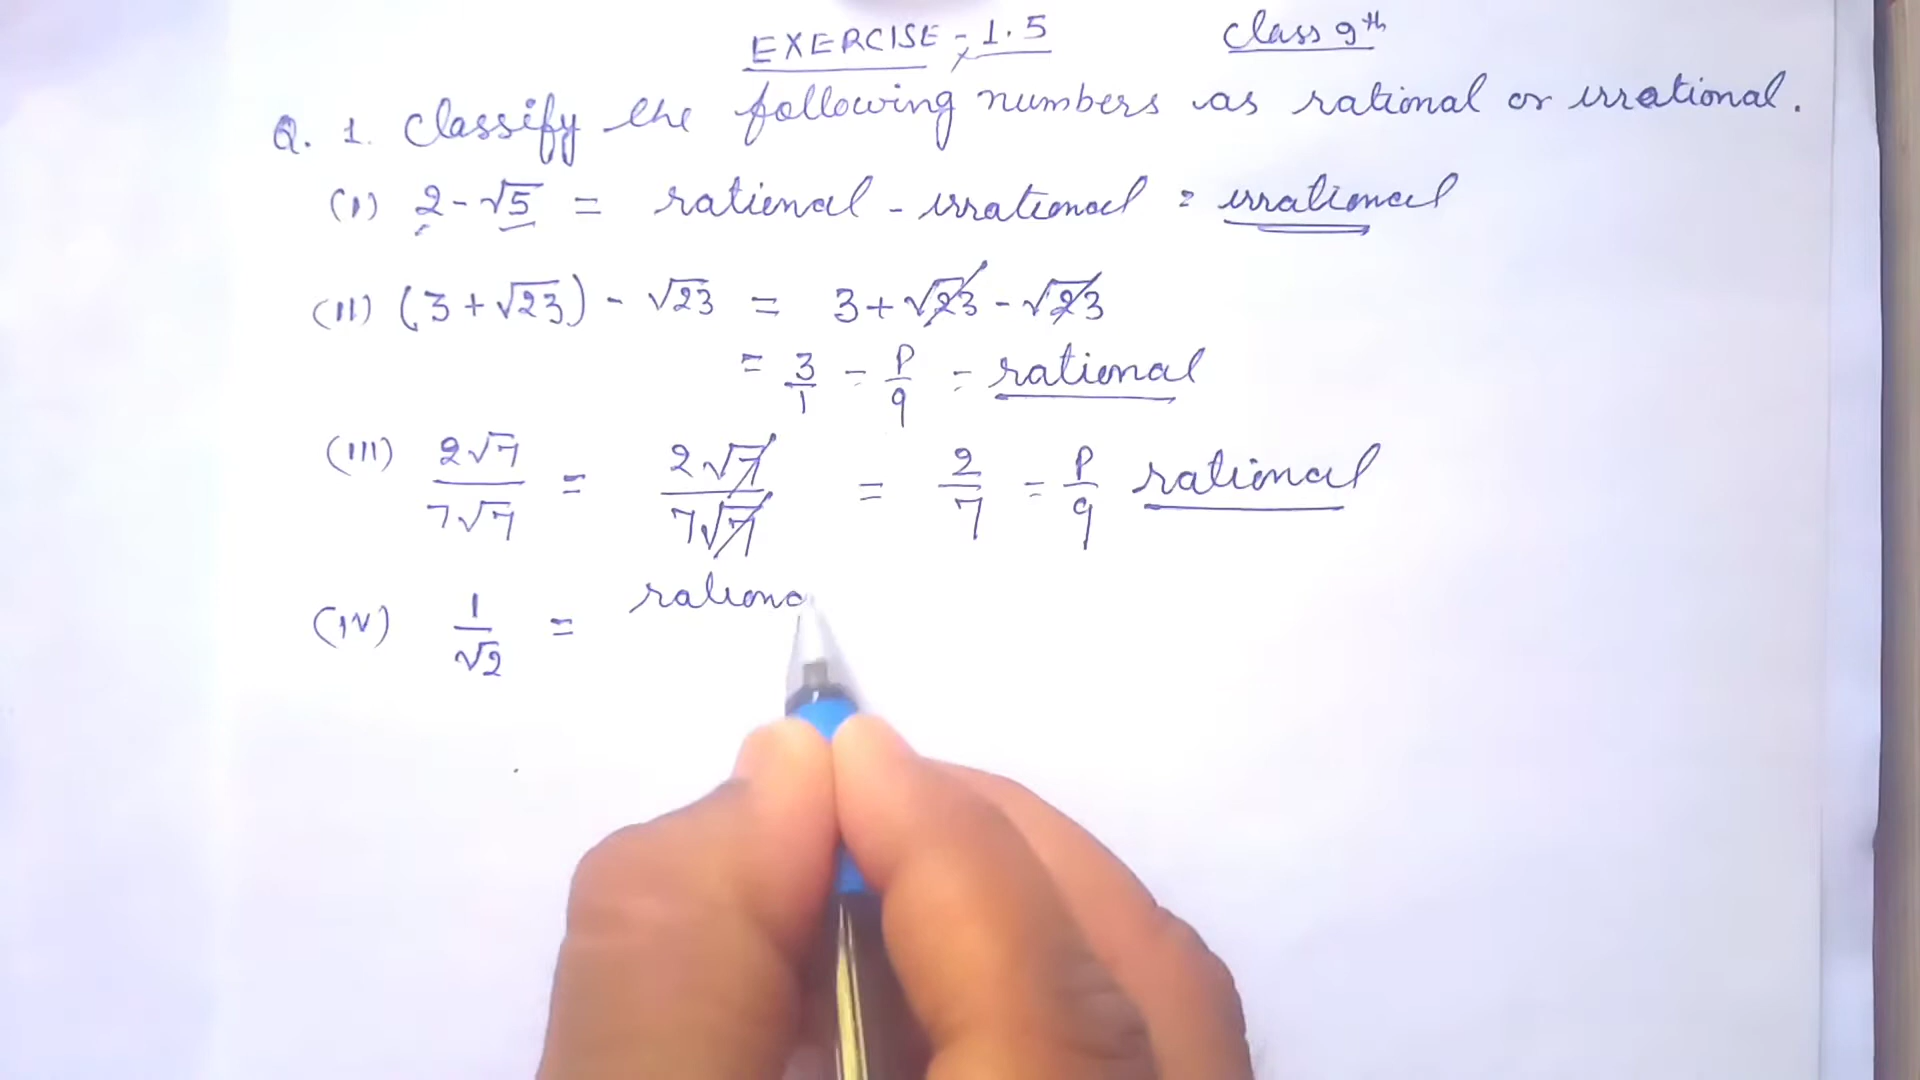 EXERCISE - 1.5 Class 9th
Q. 1. Classify the following numbers as rational or irrational.
(I) 2 - √5 = rational - irrational = irrational
(II) (3 + √23) - √23 = 3 + √23 - √23
= 3/1 = p/q = rational
(III) 2√7/7√7 = 2√7/7√7 = 2/7 = p/q rational
(IV) 1/√2 = rationa